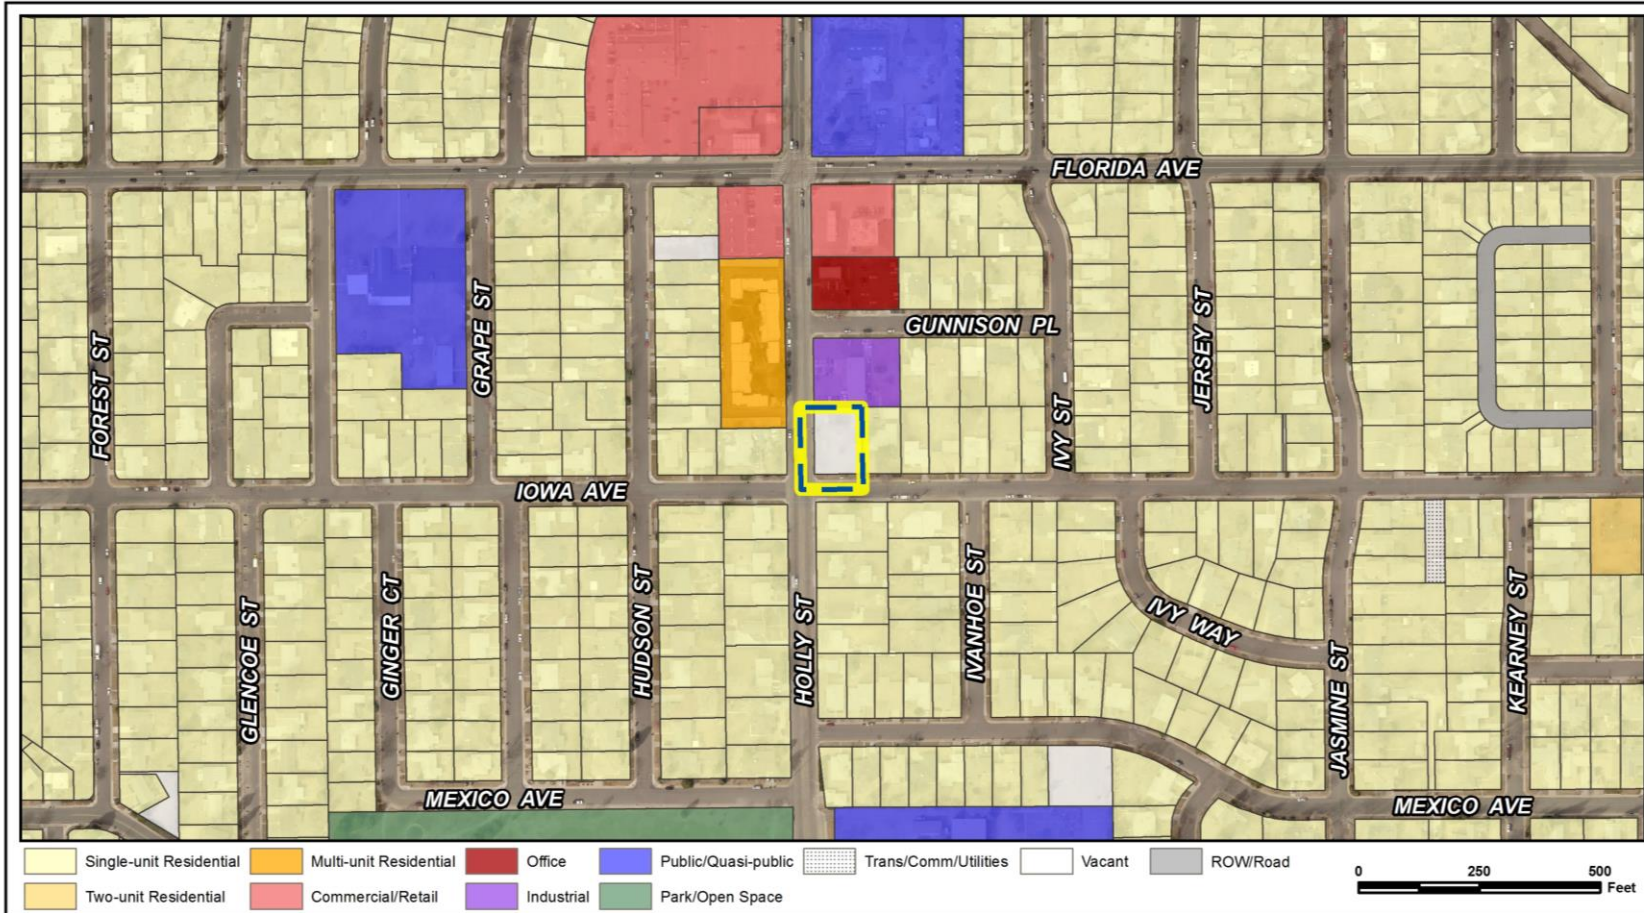 FLORIDA AVE
GUNNISON PL
GRAPE ST
JERSEY ST
FOREST ST
IVY ST
IOWA AVE
IVANHOE ST
HUDSON ST
GINGER CT
GLENCOE ST
HOLLY ST
IVY WAY
KEARNEY ST
JASMINE ST
MEXICO AVE
MEXICO AVE
Single-unit Residential
Multi-unit Residential
Office
Public/Quasi-public
Trans/Comm/Utilities
Vacant
ROW/Road
Two-unit Residential
Commercial/Retail
Industrial
Park/Open Space
0 250 500
Feet